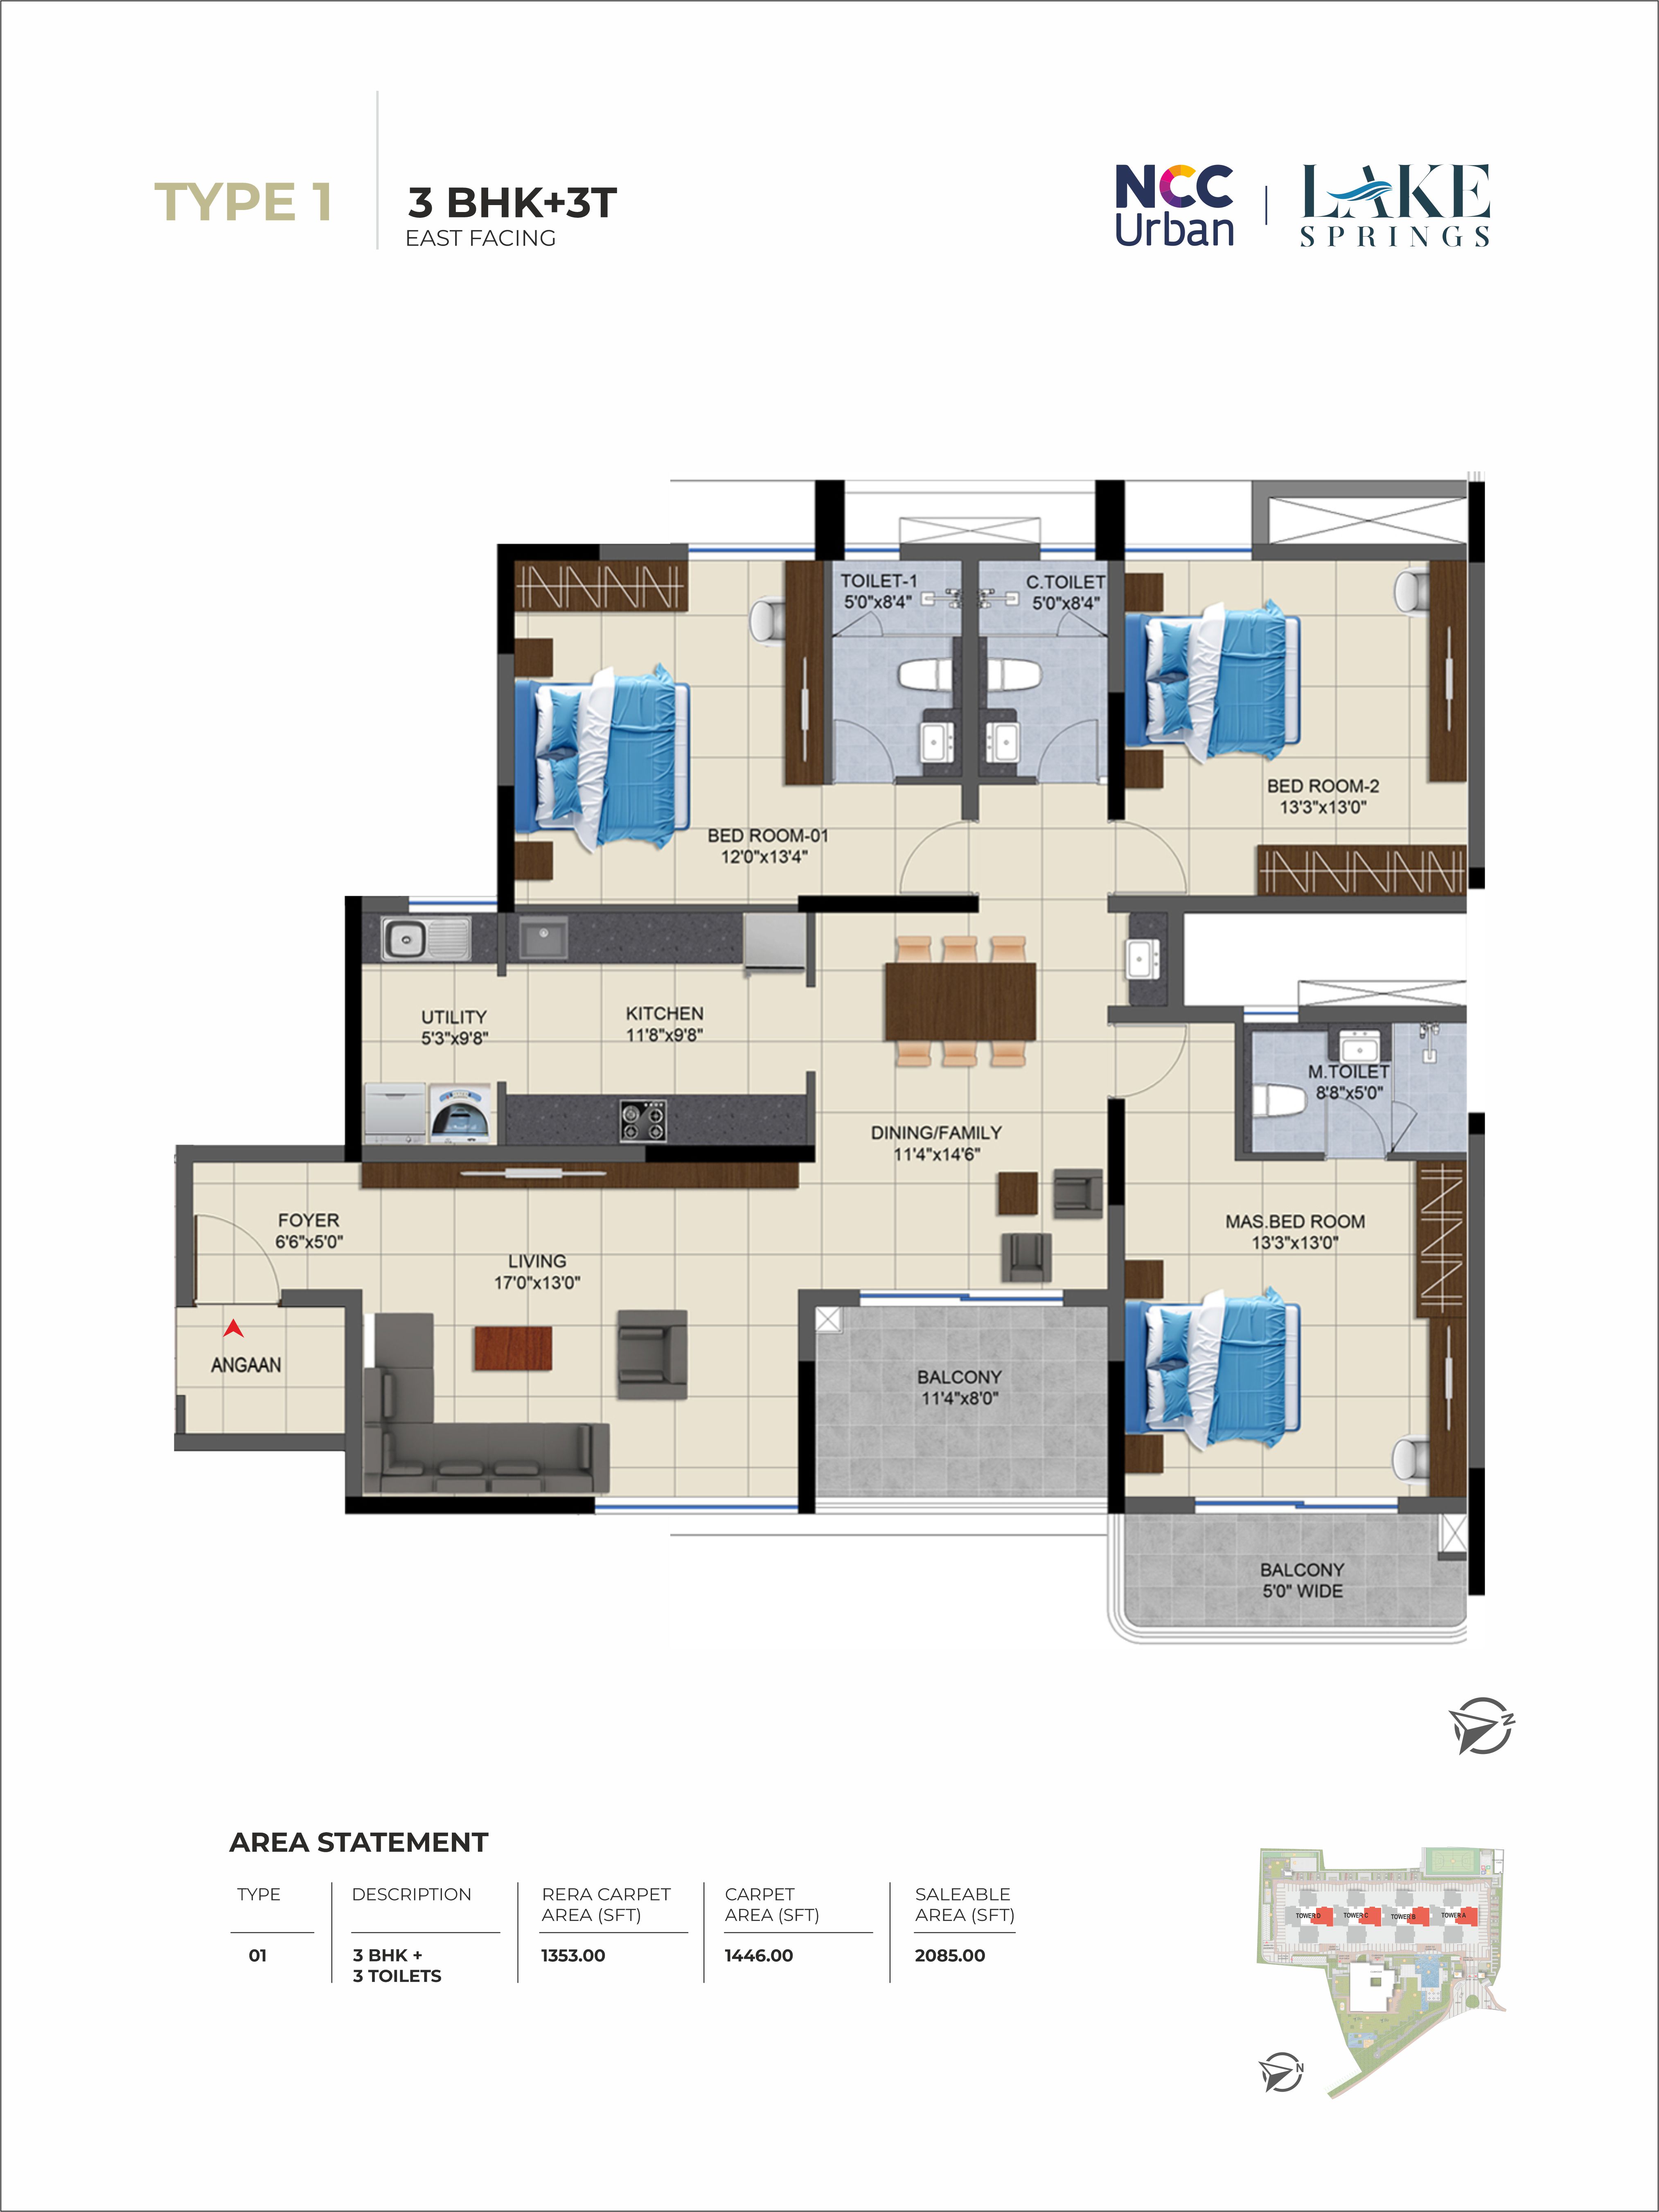 TYPE 1
3 BHK+3T
EAST FACING
NCC
Urban
LAKE
SPRINGS
TOILET-1
5'0"x8'4"
C.TOILET
5'0"x8'4"
BED ROOM-2
13'3"x13'0"
BED ROOM-01
12'0"x13'4"
UTILITY
5'3"x9'8"
KITCHEN
11'8"x9'8"
M.TOILET
8'8"x5'0"
DINING/FAMILY
11'4"x14'6"
FOYER
6'6"x5'0"
LIVING
17'0"x13'0"
MAS.BED ROOM
13'3"x13'0"
ANGAAN
BALCONY
11'4"x8'0"
BALCONY
5'0" WIDE
N
AREA STATEMENT
TYPE
DESCRIPTION
RERA CARPET
AREA (SFT)
CARPET
AREA (SFT)
SALEABLE
AREA (SFT)
01
3 BHK +
3 TOILETS
1353.00
1446.00
2085.00
TOWER D
TOWER C
TOWER B
TOWER A
N